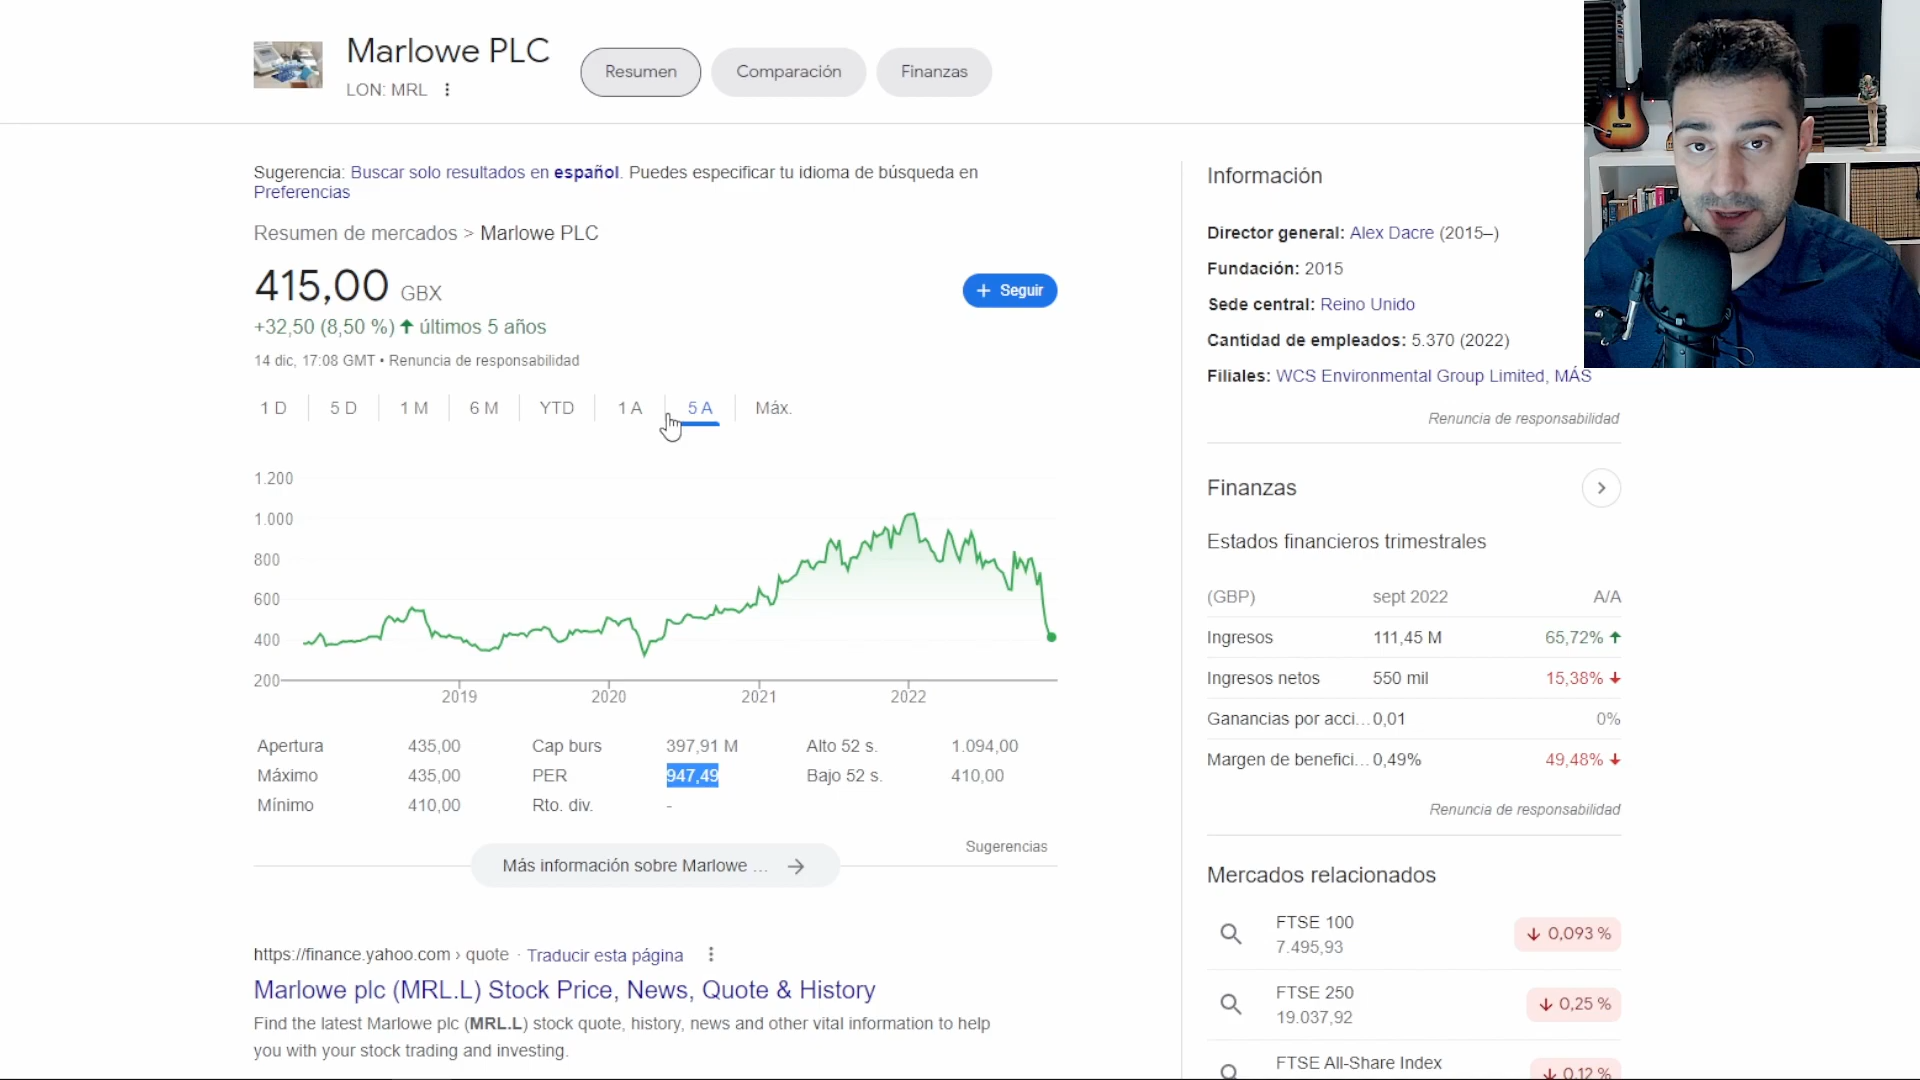 Marlowe PLC
LON: MRL
Resumen
Comparación
Finanzas
Sugerencia: Buscar solo resultados en español. Puedes especificar tu idioma de búsqueda en
Preferencias
Resumen de mercados > Marlowe PLC
415,00 GBX
+ Seguir
+32,50 (8,50 %) ↑ últimos 5 años
14 dic, 17:08 GMT • Renuncia de responsabilidad
1 D
5 D
1 M
6 M
YTD
1 A
5 A
Máx.
1.200
1.000
800
600
400
200
2019
2020
2021
2022
Apertura 435,00 Cap burs 397,91 M Alto 52 s. 1.094,00
Máximo 435,00 PER 947,49 Bajo 52 s. 410,00
Mínimo 410,00 Rto. div. -
Sugerencias
Más información sobre Marlowe ... →
https://finance.yahoo.com › quote · Traducir esta página
Marlowe plc (MRL.L) Stock Price, News, Quote & History
Find the latest Marlowe plc (MRL.L) stock quote, history, news and other vital information to help
you with your stock trading and investing.
Información
Director general: Alex Dacre (2015–)
Fundación: 2015
Sede central: Reino Unido
Cantidad de empleados: 5.370 (2022)
Filiales: WCS Environmental Group Limited, MÁS
Renuncia de responsabilidad
Finanzas
Estados financieros trimestrales
(GBP) sept 2022 A/A
Ingresos 111,45 M 65,72% ↑
Ingresos netos 550 mil 15,38% ↓
Ganancias por acci... 0,01 0%
Margen de benefici... 0,49% 49,48% ↓
Renuncia de responsabilidad
Mercados relacionados
FTSE 100
7.495,93
↓ 0,093 %
FTSE 250
19.037,92
↓ 0,25 %
FTSE All-Share Index
↓ 0,12 %